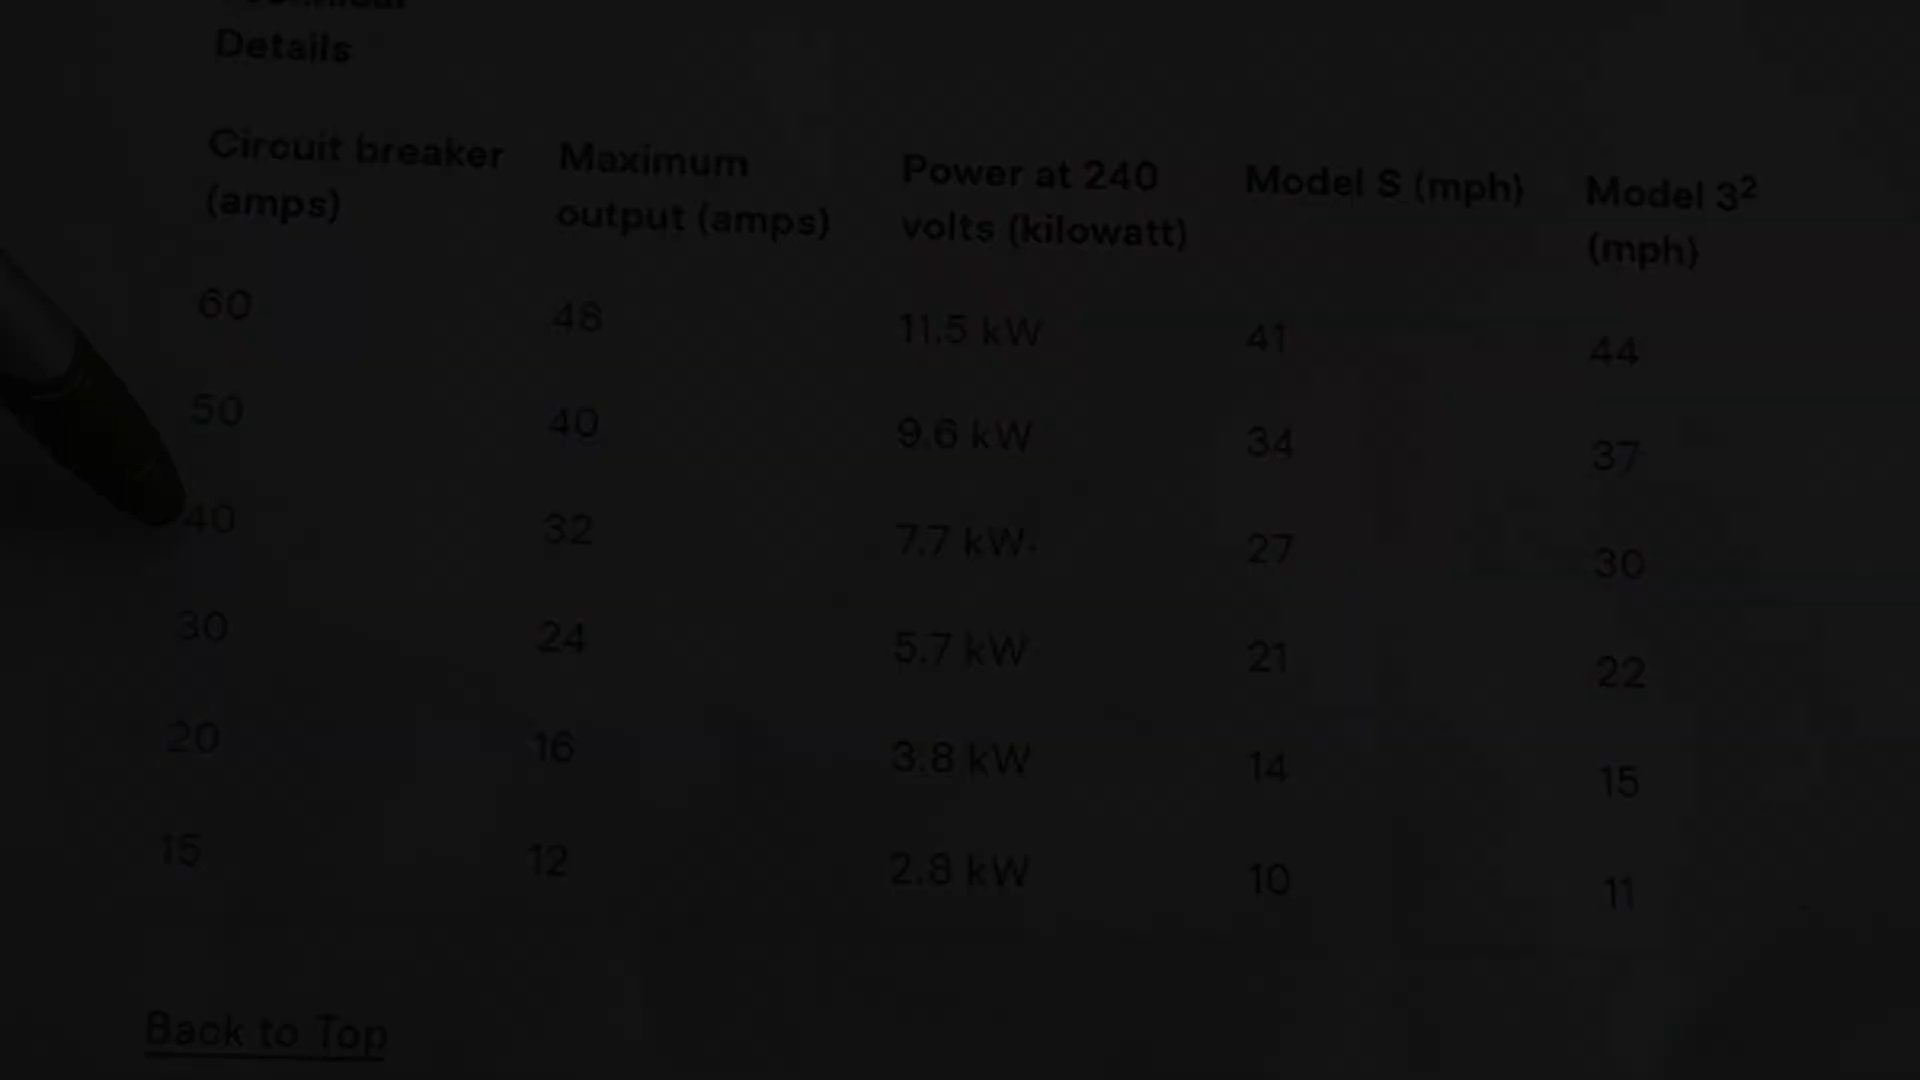 Details
Circuit breaker (amps) Maximum output (amps) Power at 240 volts (kilowatt) Model S (mph) Model 3² (mph)
60 48 11.5 kW 41 44
50 40 9.6 kW 34 37
40 32 7.7 kW 27 30
30 24 5.7 kW 21 22
20 16 3.8 kW 14 15
15 12 2.8 kW 10 11
Back to Top